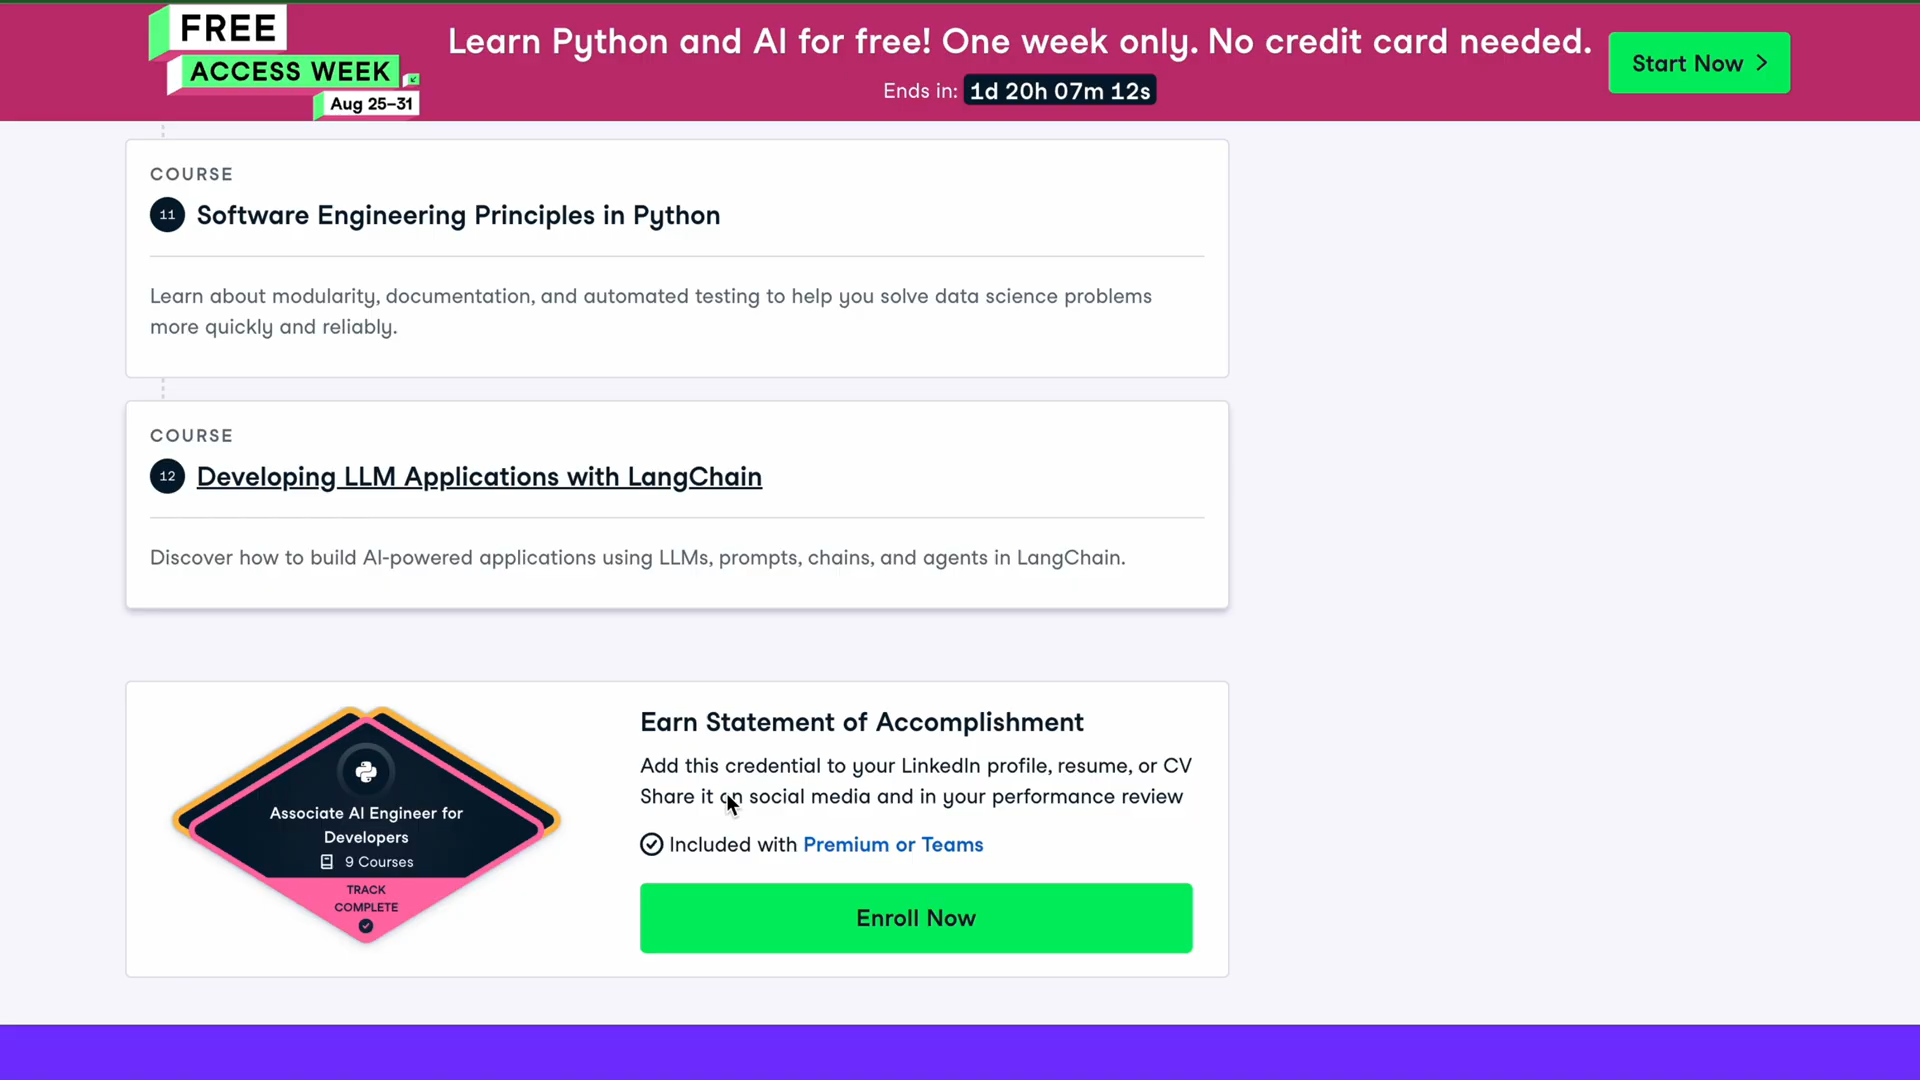 FREE
ACCESS WEEK
Aug 25–31
Learn Python and AI for free! One week only. No credit card needed.
Ends in: 1d 20h 07m 12s
Start Now
COURSE
11 Software Engineering Principles in Python
Learn about modularity, documentation, and automated testing to help you solve data science problems
more quickly and reliably.
COURSE
12 Developing LLM Applications with LangChain
Discover how to build AI-powered applications using LLMs, prompts, chains, and agents in LangChain.
Associate AI Engineer for
Developers
9 Courses
TRACK
COMPLETE
Earn Statement of Accomplishment
Add this credential to your LinkedIn profile, resume, or CV
Share it on social media and in your performance review
Included with Premium or Teams
Enroll Now